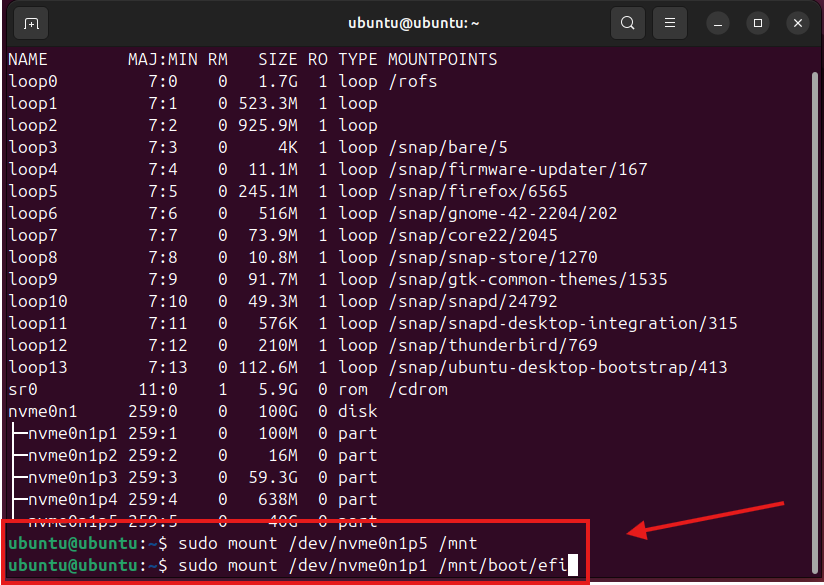 ubuntu@ubuntu: ~
NAME MAJ:MIN RM SIZE RO TYPE MOUNTPOINTS
loop0 7:0 0 1.7G 1 loop /rofs
loop1 7:1 0 523.3M 1 loop
loop2 7:2 0 925.9M 1 loop
loop3 7:3 0 4K 1 loop /snap/bare/5
loop4 7:4 0 11.1M 1 loop /snap/firmware-updater/167
loop5 7:5 0 245.1M 1 loop /snap/firefox/6565
loop6 7:6 0 516M 1 loop /snap/gnome-42-2204/202
loop7 7:7 0 73.9M 1 loop /snap/core22/2045
loop8 7:8 0 10.8M 1 loop /snap/snap-store/1270
loop9 7:9 0 91.7M 1 loop /snap/gtk-common-themes/1535
loop10 7:10 0 49.3M 1 loop /snap/snapd/24792
loop11 7:11 0 576K 1 loop /snap/snapd-desktop-integration/315
loop12 7:12 0 210M 1 loop /snap/thunderbird/769
loop13 7:13 0 112.6M 1 loop /snap/ubuntu-desktop-bootstrap/413
sr0 11:0 1 5.9G 0 rom /cdrom
nvme0n1 259:0 0 100G 0 disk
├─nvme0n1p1 259:1 0 100M 0 part
├─nvme0n1p2 259:2 0 16M 0 part
├─nvme0n1p3 259:3 0 59.3G 0 part
├─nvme0n1p4 259:4 0 638M 0 part
nvme0n1p5 259:5 0 40G 0 part
ubuntu@ubuntu:~$ sudo mount /dev/nvme0n1p5 /mnt
ubuntu@ubuntu:~$ sudo mount /dev/nvme0n1p1 /mnt/boot/efi